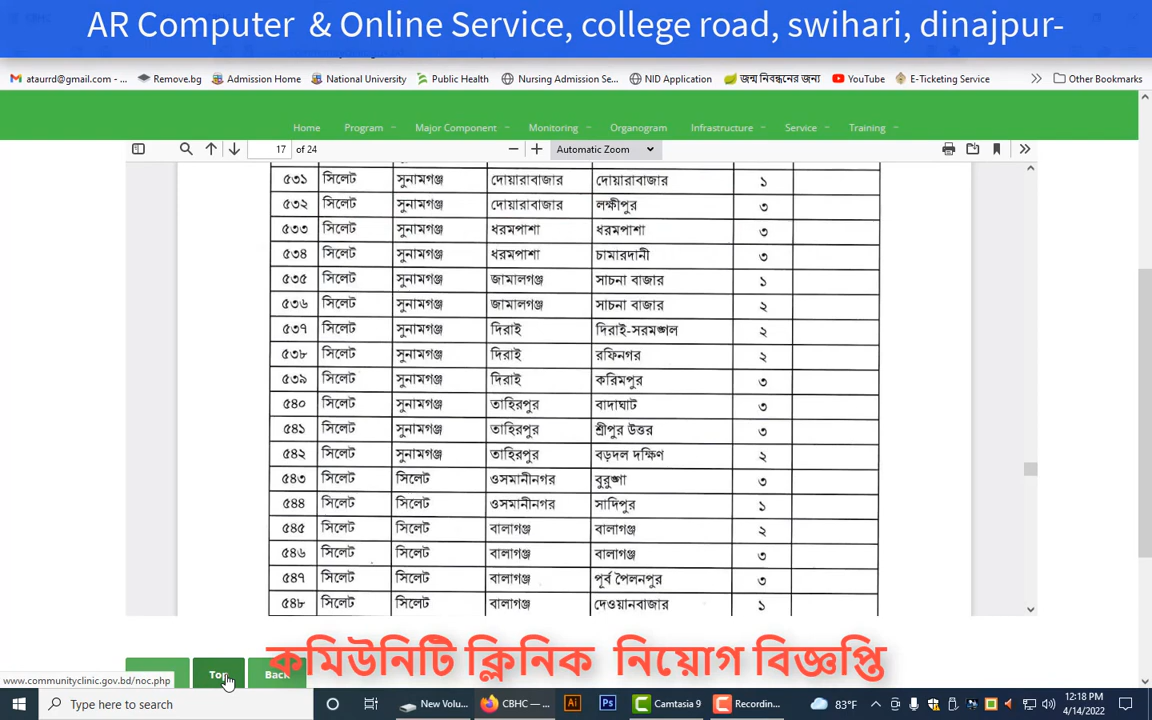 AR Computer & Online Service, college road, swihari, dinajpur-
ataurrd@gmail.com - ...
Remove.bg
Admission Home
National University
Public Health
Nursing Admission Se...
NID Application
জন্ম নিবন্ধনের জন্য
YouTube
E-Ticketing Service
Other Bookmarks
Home
Program
Major Component
Monitoring
Organogram
Infrastructure
Service
Training
17 of 24
Automatic Zoom
৫৩১ সিলেট সুনামগঞ্জ দোয়ারাবাজার দোয়ারাবাজার ১
৫৩২ সিলেট সুনামগঞ্জ দোয়ারাবাজার লক্ষীপুর ৩
৫৩৩ সিলেট সুনামগঞ্জ ধরমপাশা ধরমপাশা ৩
৫৩৪ সিলেট সুনামগঞ্জ ধরমপাশা চামারদানী ৩
৫৩৫ সিলেট সুনামগঞ্জ জামালগঞ্জ সাচনা বাজার ১
৫৩৬ সিলেট সুনামগঞ্জ জামালগঞ্জ সাচনা বাজার ২
৫৩৭ সিলেট সুনামগঞ্জ দিরাই দিরাই-সরমঙ্গল ২
৫৩৮ সিলেট সুনামগঞ্জ দিরাই রফিনগর ২
৫৩৯ সিলেট সুনামগঞ্জ দিরাই করিমপুর ৩
৫৪০ সিলেট সুনামগঞ্জ তাহিরপুর বাদাঘাট ৩
৫৪১ সিলেট সুনামগঞ্জ তাহিরপুর শ্রীপুর উত্তর ৩
৫৪২ সিলেট সুনামগঞ্জ তাহিরপুর বড়দল দক্ষিণ ২
৫৪৩ সিলেট সিলেট ওসমানীনগর বুরুঙ্গা ৩
৫৪৪ সিলেট সিলেট ওসমানীনগর সাদিপুর ১
৫৪৫ সিলেট সিলেট বালাগঞ্জ বালাগঞ্জ ২
৫৪৬ সিলেট সিলেট বালাগঞ্জ বালাগঞ্জ ৩
৫৪৭ সিলেট সিলেট বালাগঞ্জ পূর্ব পৈলনপুর ৩
৫৪৮ সিলেট সিলেট বালাগঞ্জ দেওয়ানবাজার ১
কমিউনিটি ক্লিনিক নিয়োগ বিজ্ঞপ্তি
Top
Back
www.communityclinic.gov.bd/noc.php
Type here to search
New Volu...
CBHC — ...
Camtasia 9
Recordin...
83°F
12:18 PM
4/14/2022